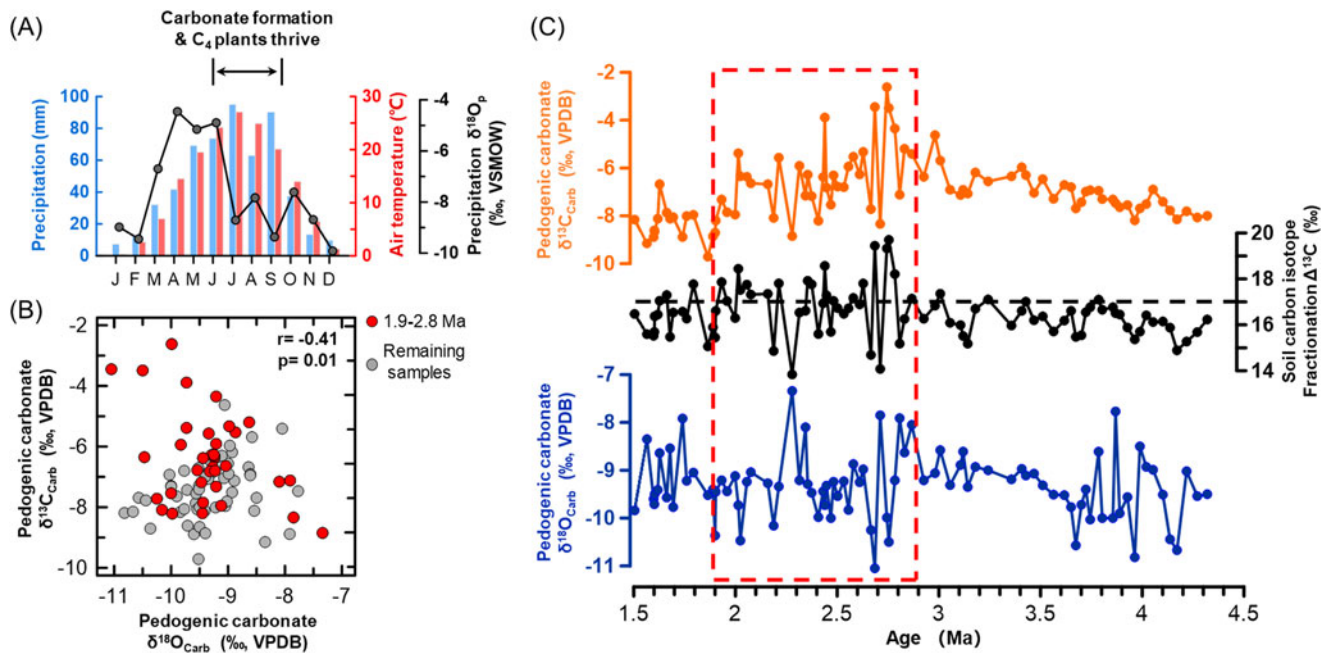 (A)
Carbonate formation
& C₄ plants thrive
Precipitation (mm)
100
80
60
40
20
0
Air temperature (℃)
30
20
10
0
Precipitation δ¹⁸Oₚ
(‰, VSMOW)
-4
-6
-8
-10
J F M A M J J A S O N D
(B)
Pedogenic carbonate
δ¹³C_Carb (‰, VPDB)
-2
-4
-6
-8
-10
r= -0.41
p= 0.01
1.9-2.8 Ma
Remaining
samples
-11 -10 -9 -8 -7
Pedogenic carbonate
δ¹⁸O_Carb (‰, VPDB)
(C)
Pedogenic carbonate
δ¹³C_Carb (‰, VPDB)
-2
-4
-6
-8
-10
Soil carbon isotope
Fractionation Δ¹³C (‰)
20
18
16
14
Pedogenic carbonate
δ¹⁸O_Carb (‰, VPDB)
-7
-8
-9
-10
-11
1.5 2 2.5 3 3.5 4 4.5
Age (Ma)